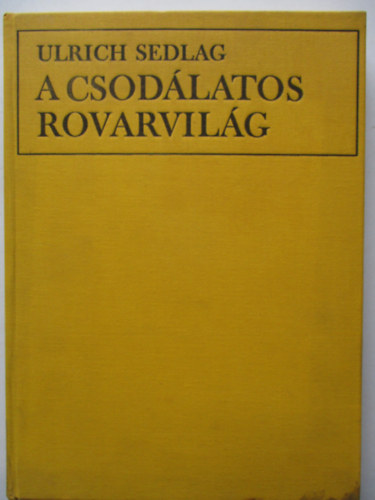 ULRICH SEDLAG
A CSODÁLATOS
ROVARVILÁG